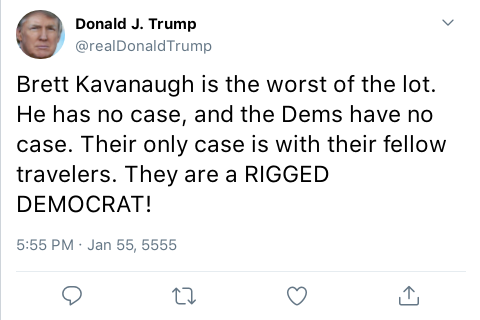 Donald J. Trump
@realDonaldTrump
Brett Kavanaugh is the worst of the lot.
He has no case, and the Dems have no
case. Their only case is with their fellow
travelers. They are a RIGGED
DEMOCRAT!
5:55 PM · Jan 55, 5555